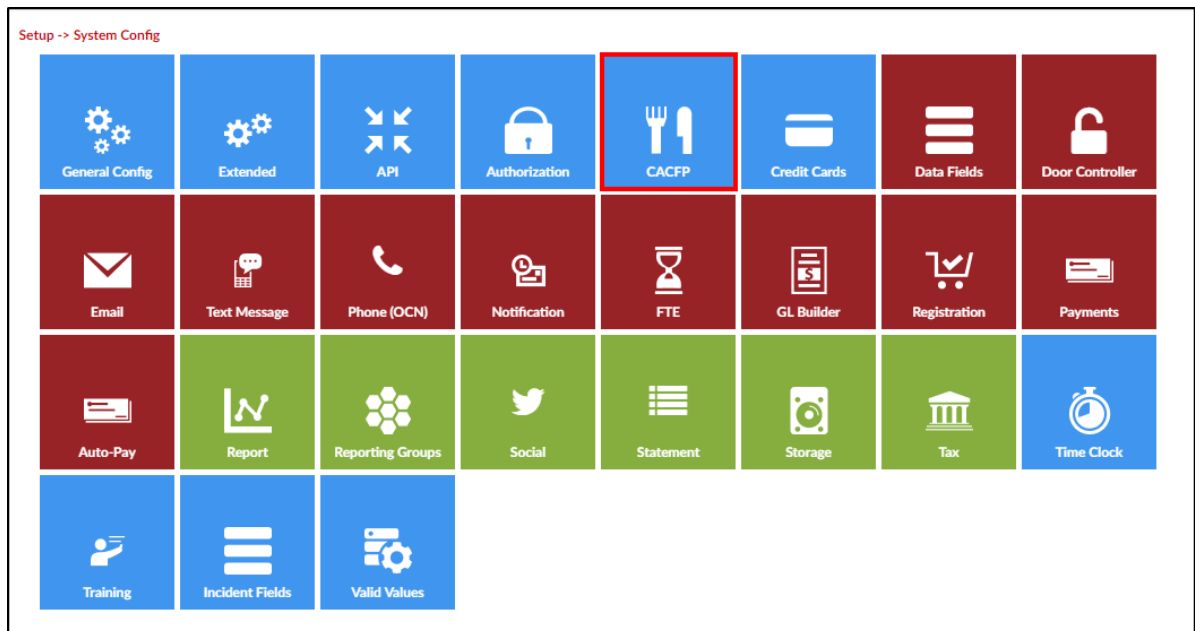 Setup -> System Config
General Config
Extended
API
Authorization
CACFP
Credit Cards
Data Fields
Door Controller
Email
Text Message
Phone (OCN)
Notification
FTE
GL Builder
Registration
Payments
Auto-Pay
Report
Reporting Groups
Social
Statement
Storage
Tax
Time Clock
Training
Incident Fields
Valid Values